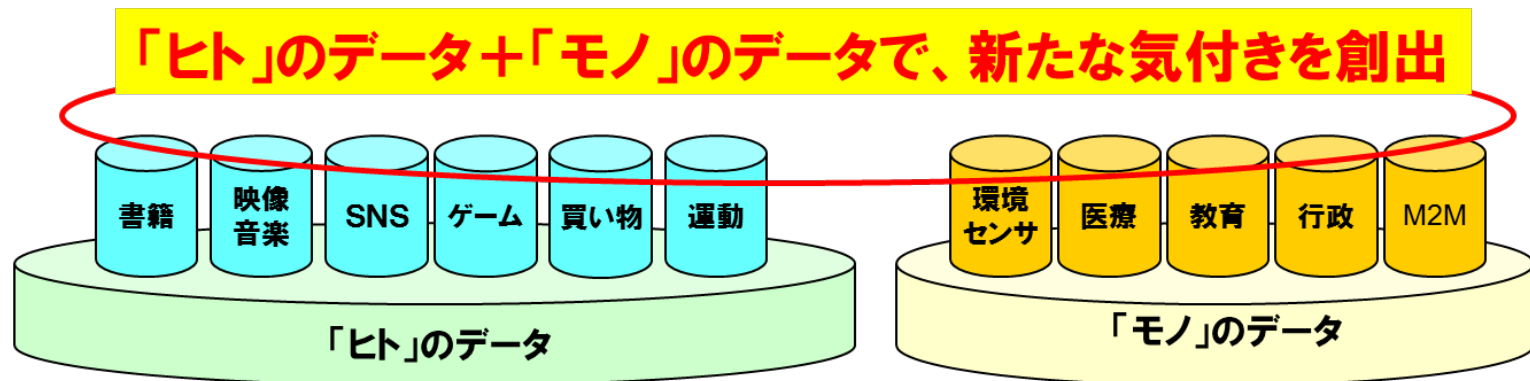 「ヒト」のデータ＋「モノ」のデータで、新たな気付きを創出
書籍
映像
音楽
SNS
ゲーム
買い物
運動
環境
センサ
医療
教育
行政
M2M
「ヒト」のデータ
「モノ」のデータ